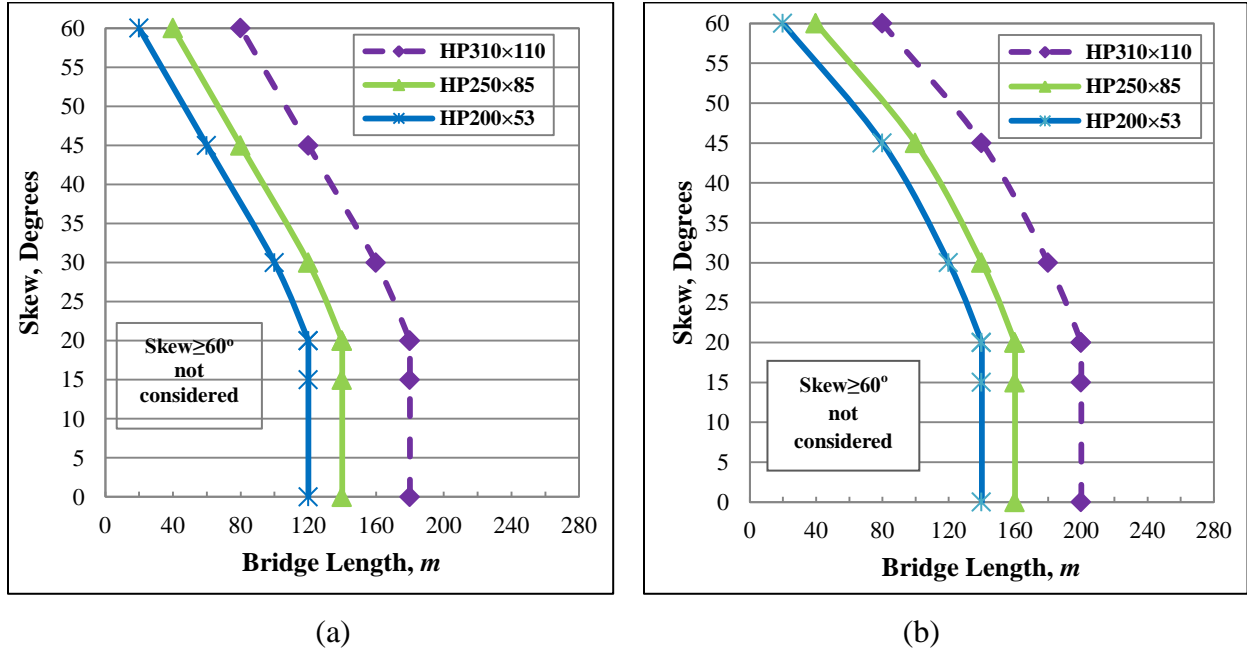 60
55
50
45
40
35
30
25
20
15
10
5
0
Skew, Degrees
HP310×110
HP250×85
HP200×53
Skew≥60º
not
considered
0 40 80 120 160 200 240 280
Bridge Length, m
(a)
60
55
50
45
40
35
30
25
20
15
10
5
0
Skew, Degrees
HP310×110
HP250×85
HP200×53
Skew≥60º
not
considered
0 40 80 120 160 200 240 280
Bridge Length, m
(b)